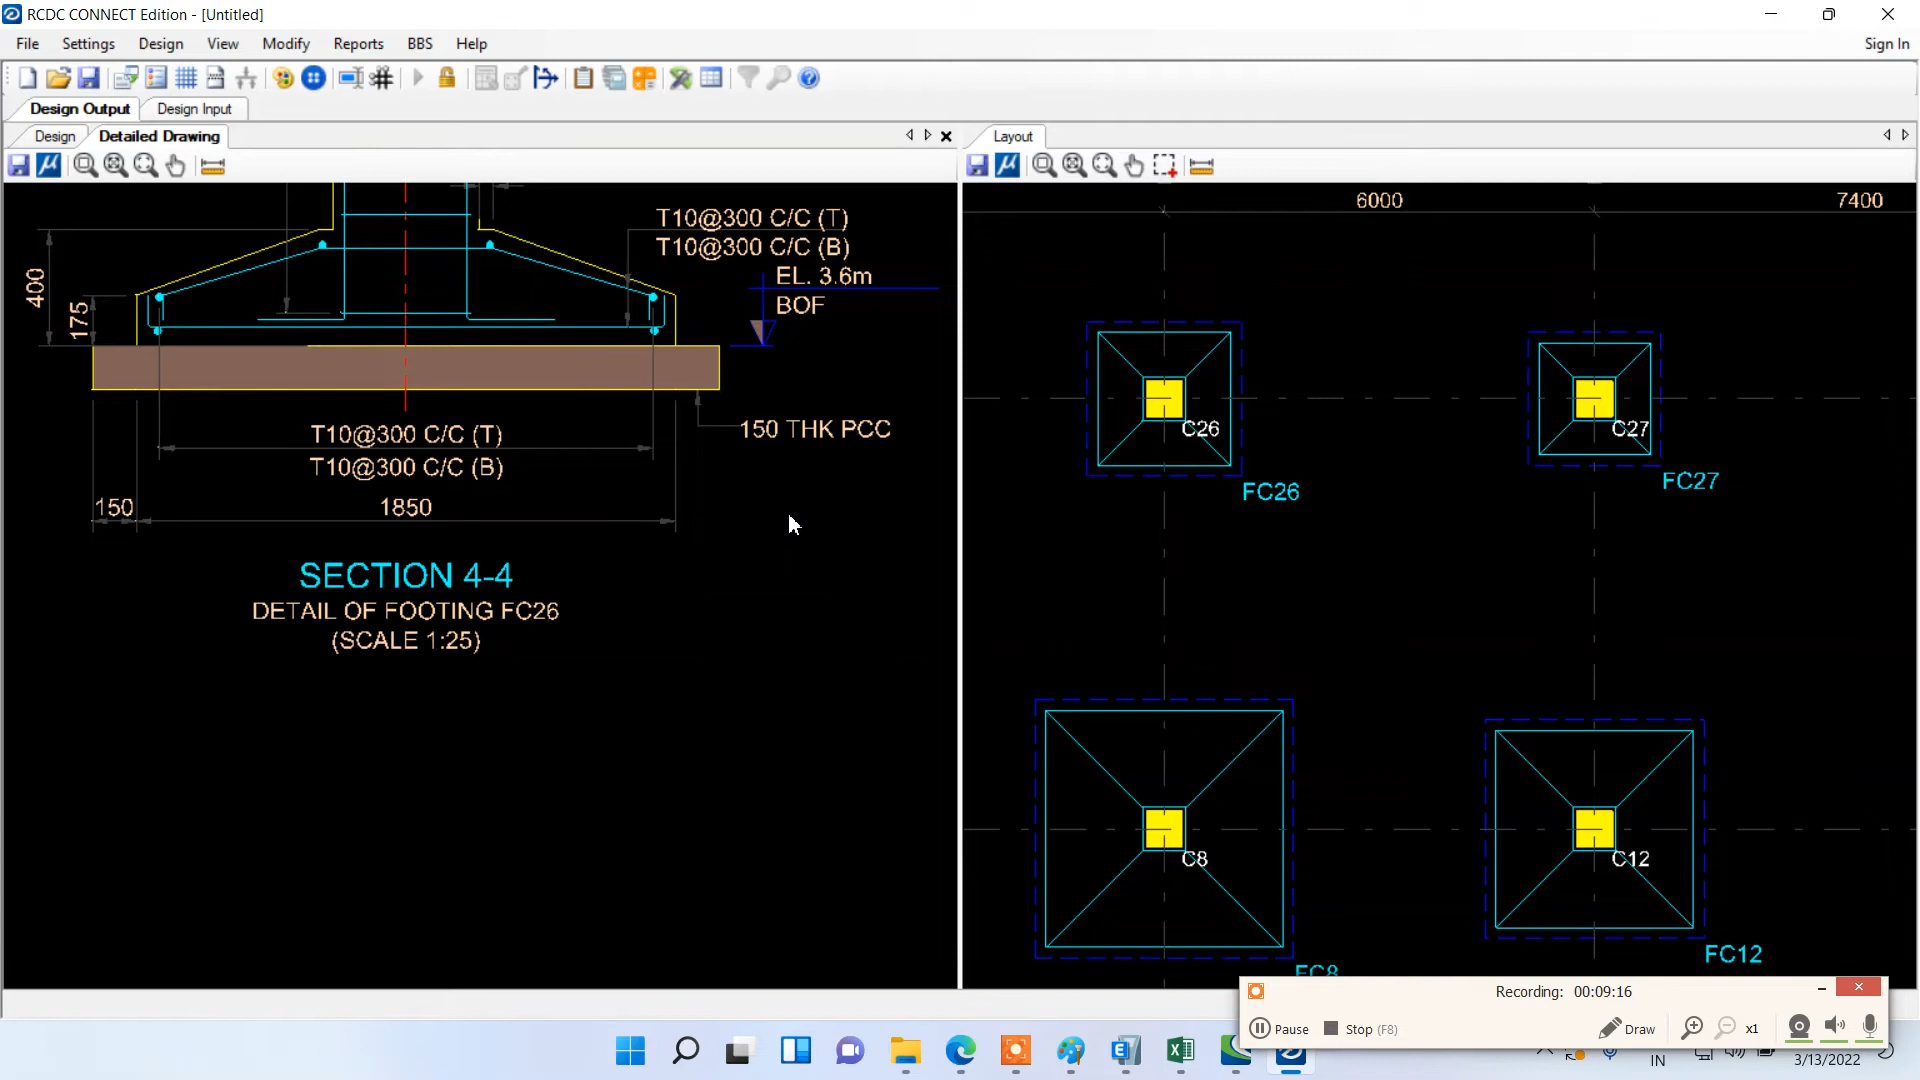 RCDC CONNECT Edition - [Untitled]
File Settings Design View Modify Reports BBS Help
Sign In
Design Output Design Input
Design Detailed Drawing
Layout
T10@300 C/C (T)
T10@300 C/C (B)
EL. 3.6m
BOF
400
175
150 THK PCC
T10@300 C/C (T)
T10@300 C/C (B)
150 1850
SECTION 4-4
DETAIL OF FOOTING FC26
(SCALE 1:25)
6000 7400
C26 C27
FC26 FC27
C8 C12
FC8 FC12
Recording: 00:09:16
Pause Stop (F8) Draw x1
IN
3/13/2022